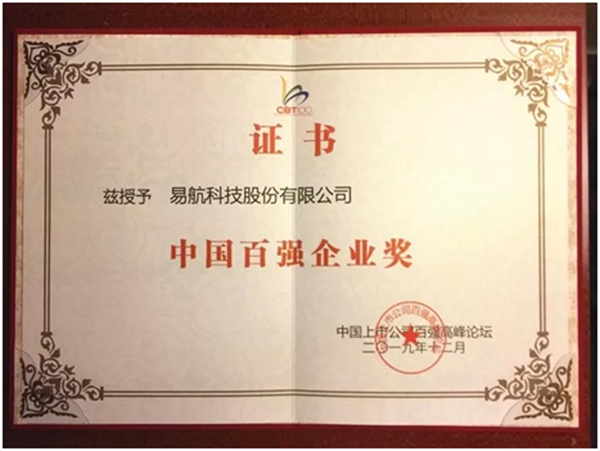 CBT
证书
兹授予 易航科技股份有限公司
中国百强企业奖
中国上市公司百强高峰论坛
二〇一九年十二月